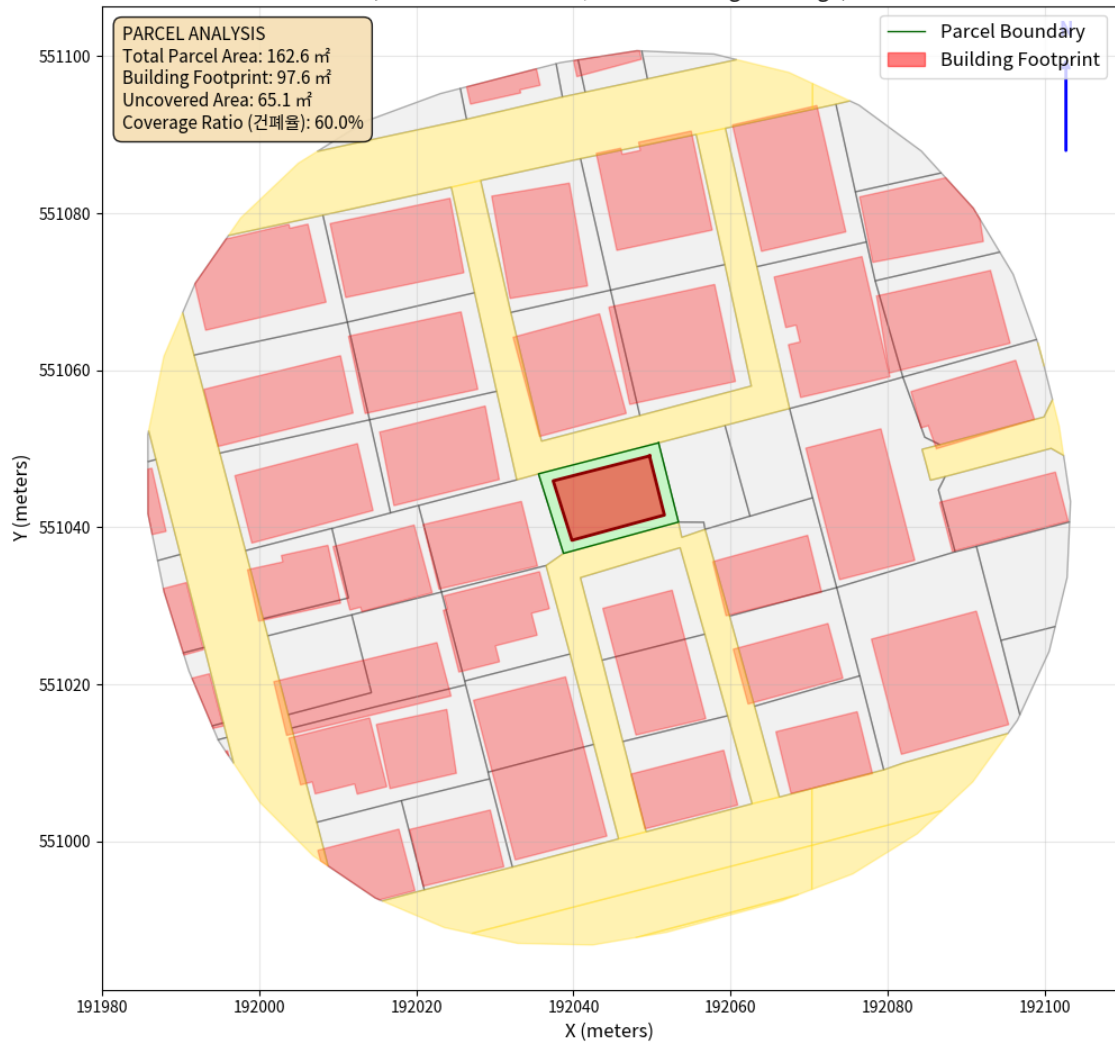 PARCEL ANALYSIS
Total Parcel Area: 162.6 ㎡
Building Footprint: 97.6 ㎡
Uncovered Area: 65.1 ㎡
Coverage Ratio (건폐율): 60.0%
Parcel Boundary
Building Footprint
N
551100
551080
551060
551040
551020
551000
Y (meters)
191980
192000
192020
192040
192060
192080
192100
X (meters)